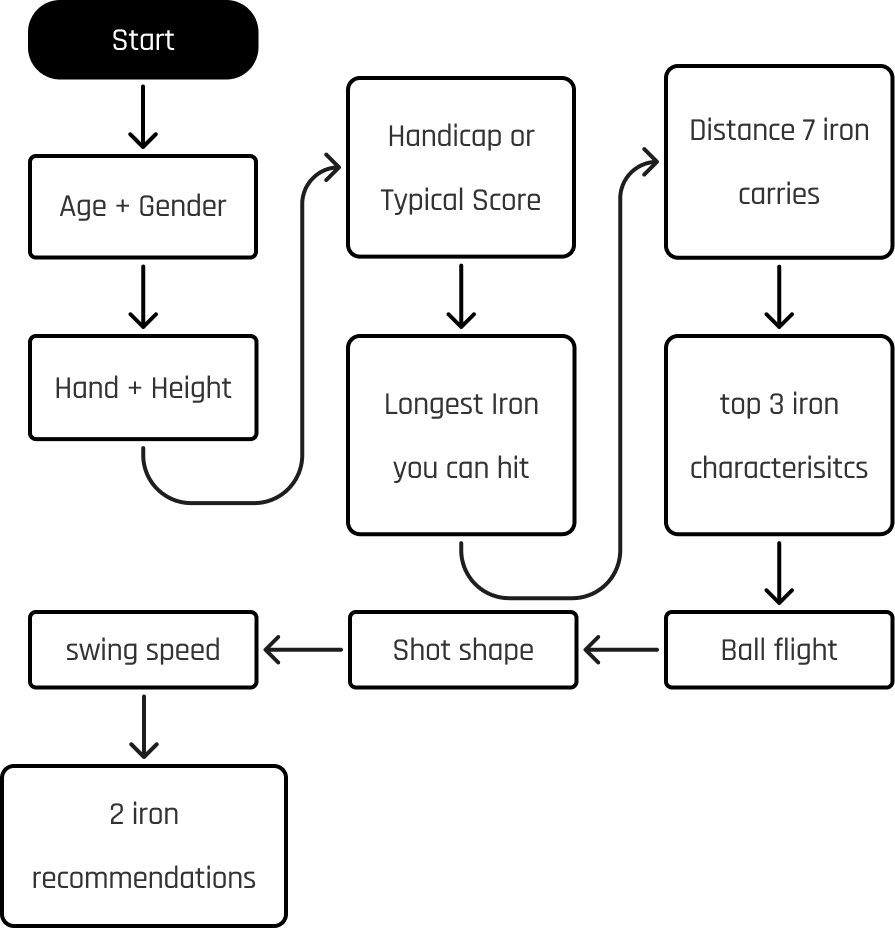 Start
Age + Gender
Hand + Height
Handicap or
Typical Score
Longest Iron
you can hit
Distance 7 iron
carries
top 3 iron
characterisitcs
Ball flight
Shot shape
swing speed
2 iron
recommendations